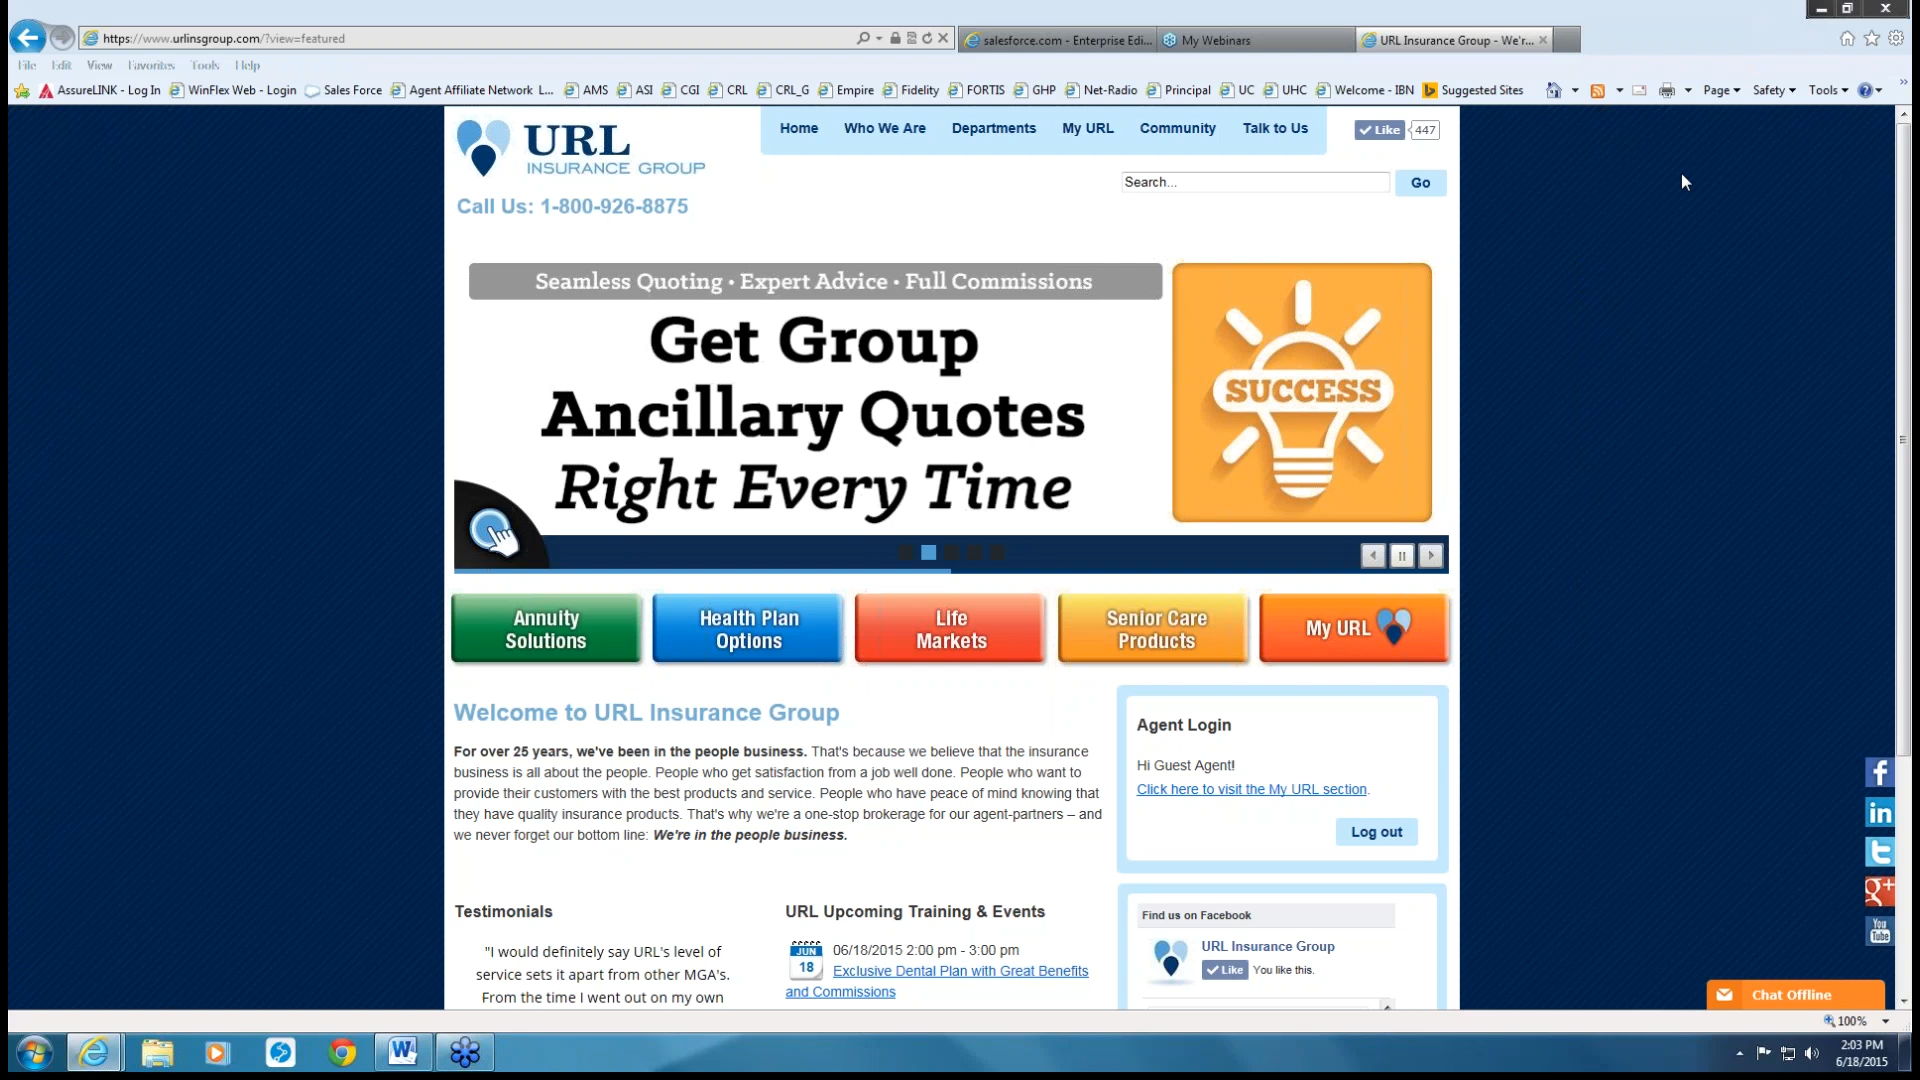 https://www.urlinsgroup.com/?view=featured
salesforce.com - Enterprise Edi...
My Webinars
URL Insurance Group - We'r...
File Edit View Favorites Tools Help
AssureLINK - Log In WinFlex Web - Login Sales Force Agent Affiliate Network L... AMS ASI CGI CRL CRL_G Empire Fidelity FORTIS GHP Net-Radio Principal UC UHC Welcome - IBN Suggested Sites Page Safety Tools
URL
INSURANCE GROUP
Home Who We Are Departments My URL Community Talk to Us
Like 447
Search... Go
Call Us: 1-800-926-8875
Seamless Quoting • Expert Advice • Full Commissions
Get Group
Ancillary Quotes
Right Every Time
SUCCESS
Annuity
Solutions
Health Plan
Options
Life
Markets
Senior Care
Products
My URL
Welcome to URL Insurance Group
For over 25 years, we've been in the people business. That's because we believe that the insurance
business is all about the people. People who get satisfaction from a job well done. People who want to
provide their customers with the best products and service. People who have peace of mind knowing that
they have quality insurance products. That's why we're a one-stop brokerage for our agent-partners – and
we never forget our bottom line: We're in the people business.
Agent Login
Hi Guest Agent!
Click here to visit the My URL section.
Log out
Testimonials
"I would definitely say URL's level of
service sets it apart from other MGA's.
From the time I went out on my own
URL Upcoming Training & Events
JUN
18
06/18/2015 2:00 pm - 3:00 pm
Exclusive Dental Plan with Great Benefits
and Commissions
Find us on Facebook
URL Insurance Group
Like You like this.
f
in
t
g+
You
Tube
Chat Offline
100%
2:03 PM
6/18/2015